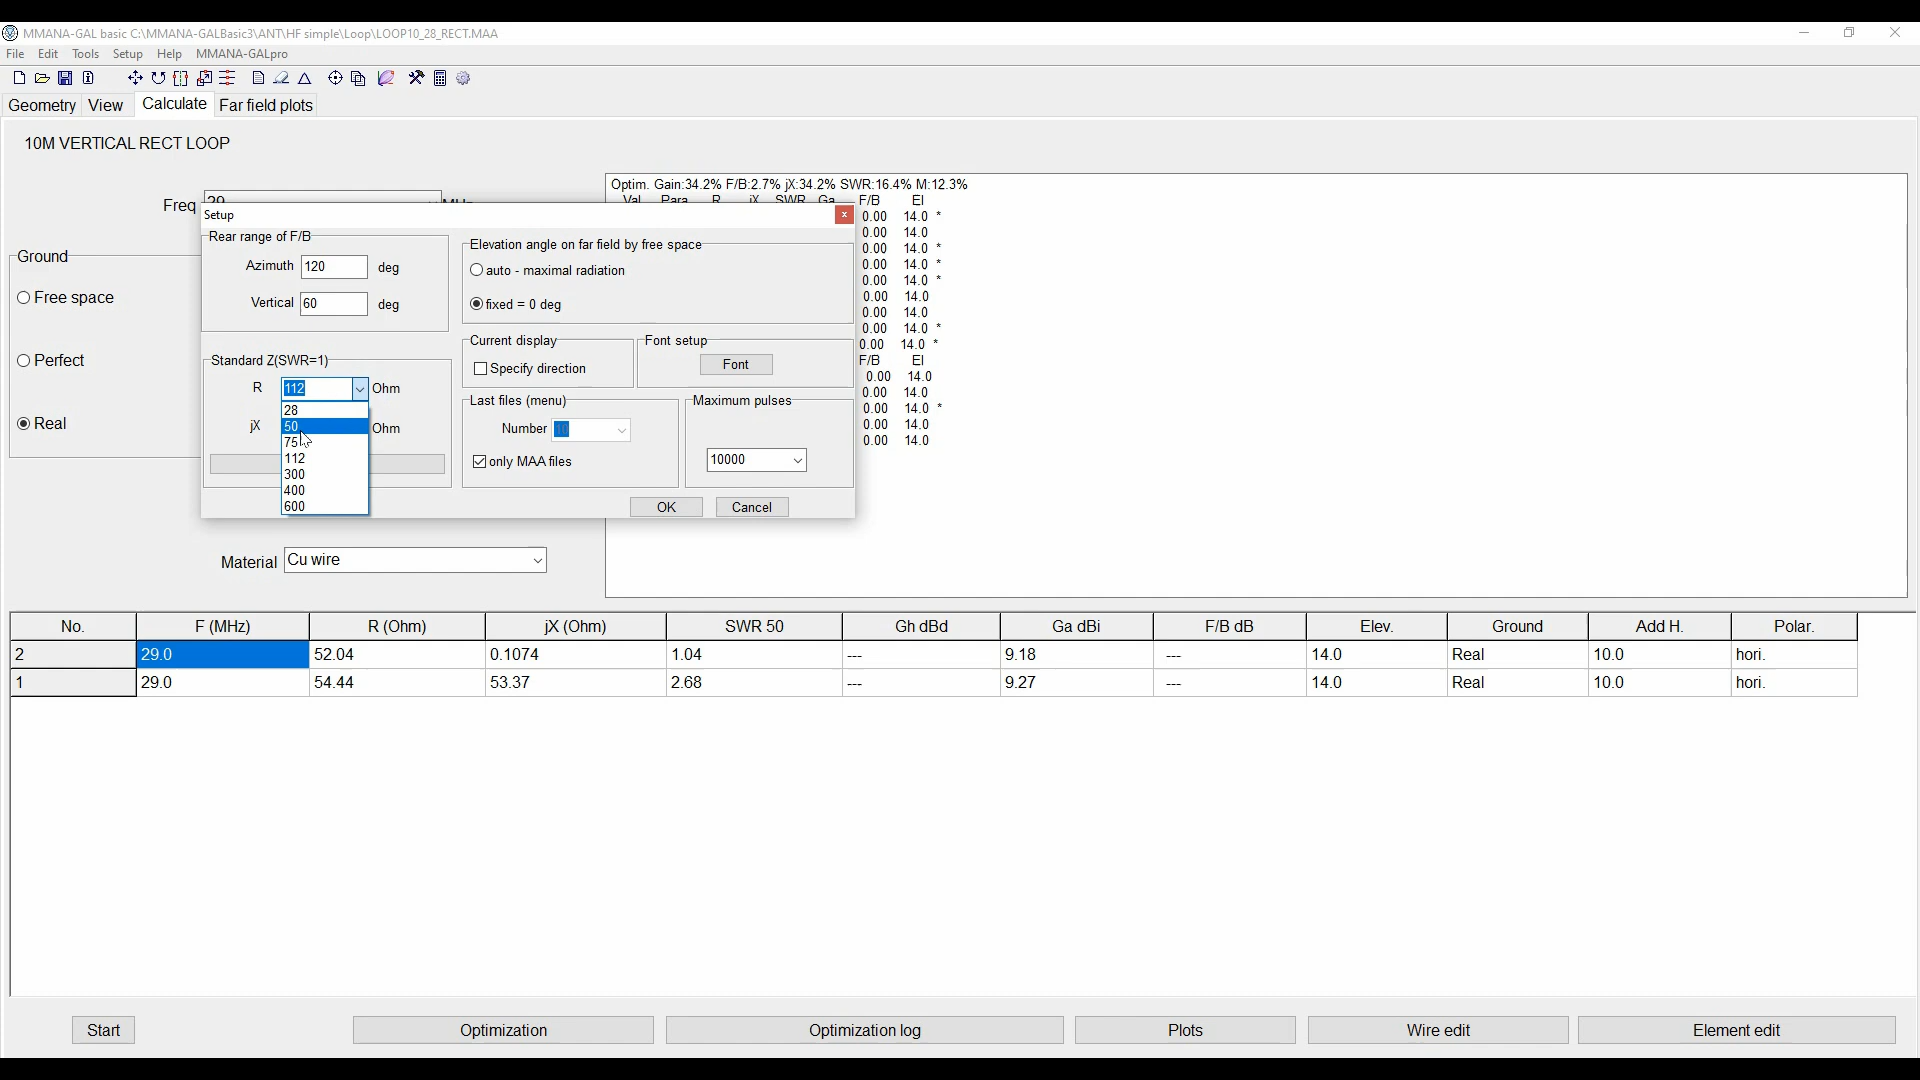 MMANA-GAL basic C:\MMANA-GALBasic3\ANT\HF simple\Loop\LOOP10_28_RECT.MAA
File Edit Tools Setup Help MMANA-GALpro
Geometry View Calculate Far field plots
10M VERTICAL RECT LOOP
Freq
Ground
Free space
Perfect
Real
Setup
Rear range of F/B
Azimuth 120 deg
Vertical 60 deg
Standard Z(SWR=1)
R 112 Ohm
jX Ohm
28
50
75
112
300
400
600
Elevation angle on far field by free space
auto - maximal radiation
fixed = 0 deg
Current display
Specify direction
Font setup
Font
Last files (menu)
Number 10
only MAA files
Maximum pulses
10000
OK Cancel
Material Cu wire
Optim. Gain:34.2% F/B:2.7% jX:34.2% SWR:16.4% M:12.3%
Val Para R jX SWR Ga F/B El
0.00 14.0 *
0.00 14.0
0.00 14.0 *
0.00 14.0 *
0.00 14.0 *
0.00 14.0
0.00 14.0
0.00 14.0 *
0.00 14.0 *
F/B El
0.00 14.0
0.00 14.0
0.00 14.0 *
0.00 14.0
0.00 14.0
No. F (MHz) R (Ohm) jX (Ohm) SWR 50 Gh dBd Ga dBi F/B dB Elev. Ground Add H. Polar.
2 29.0 52.04 0.1074 1.04 --- 9.18 --- 14.0 Real 10.0 hori.
1 29.0 54.44 53.37 2.68 --- 9.27 --- 14.0 Real 10.0 hori.
Start Optimization Optimization log Plots Wire edit Element edit